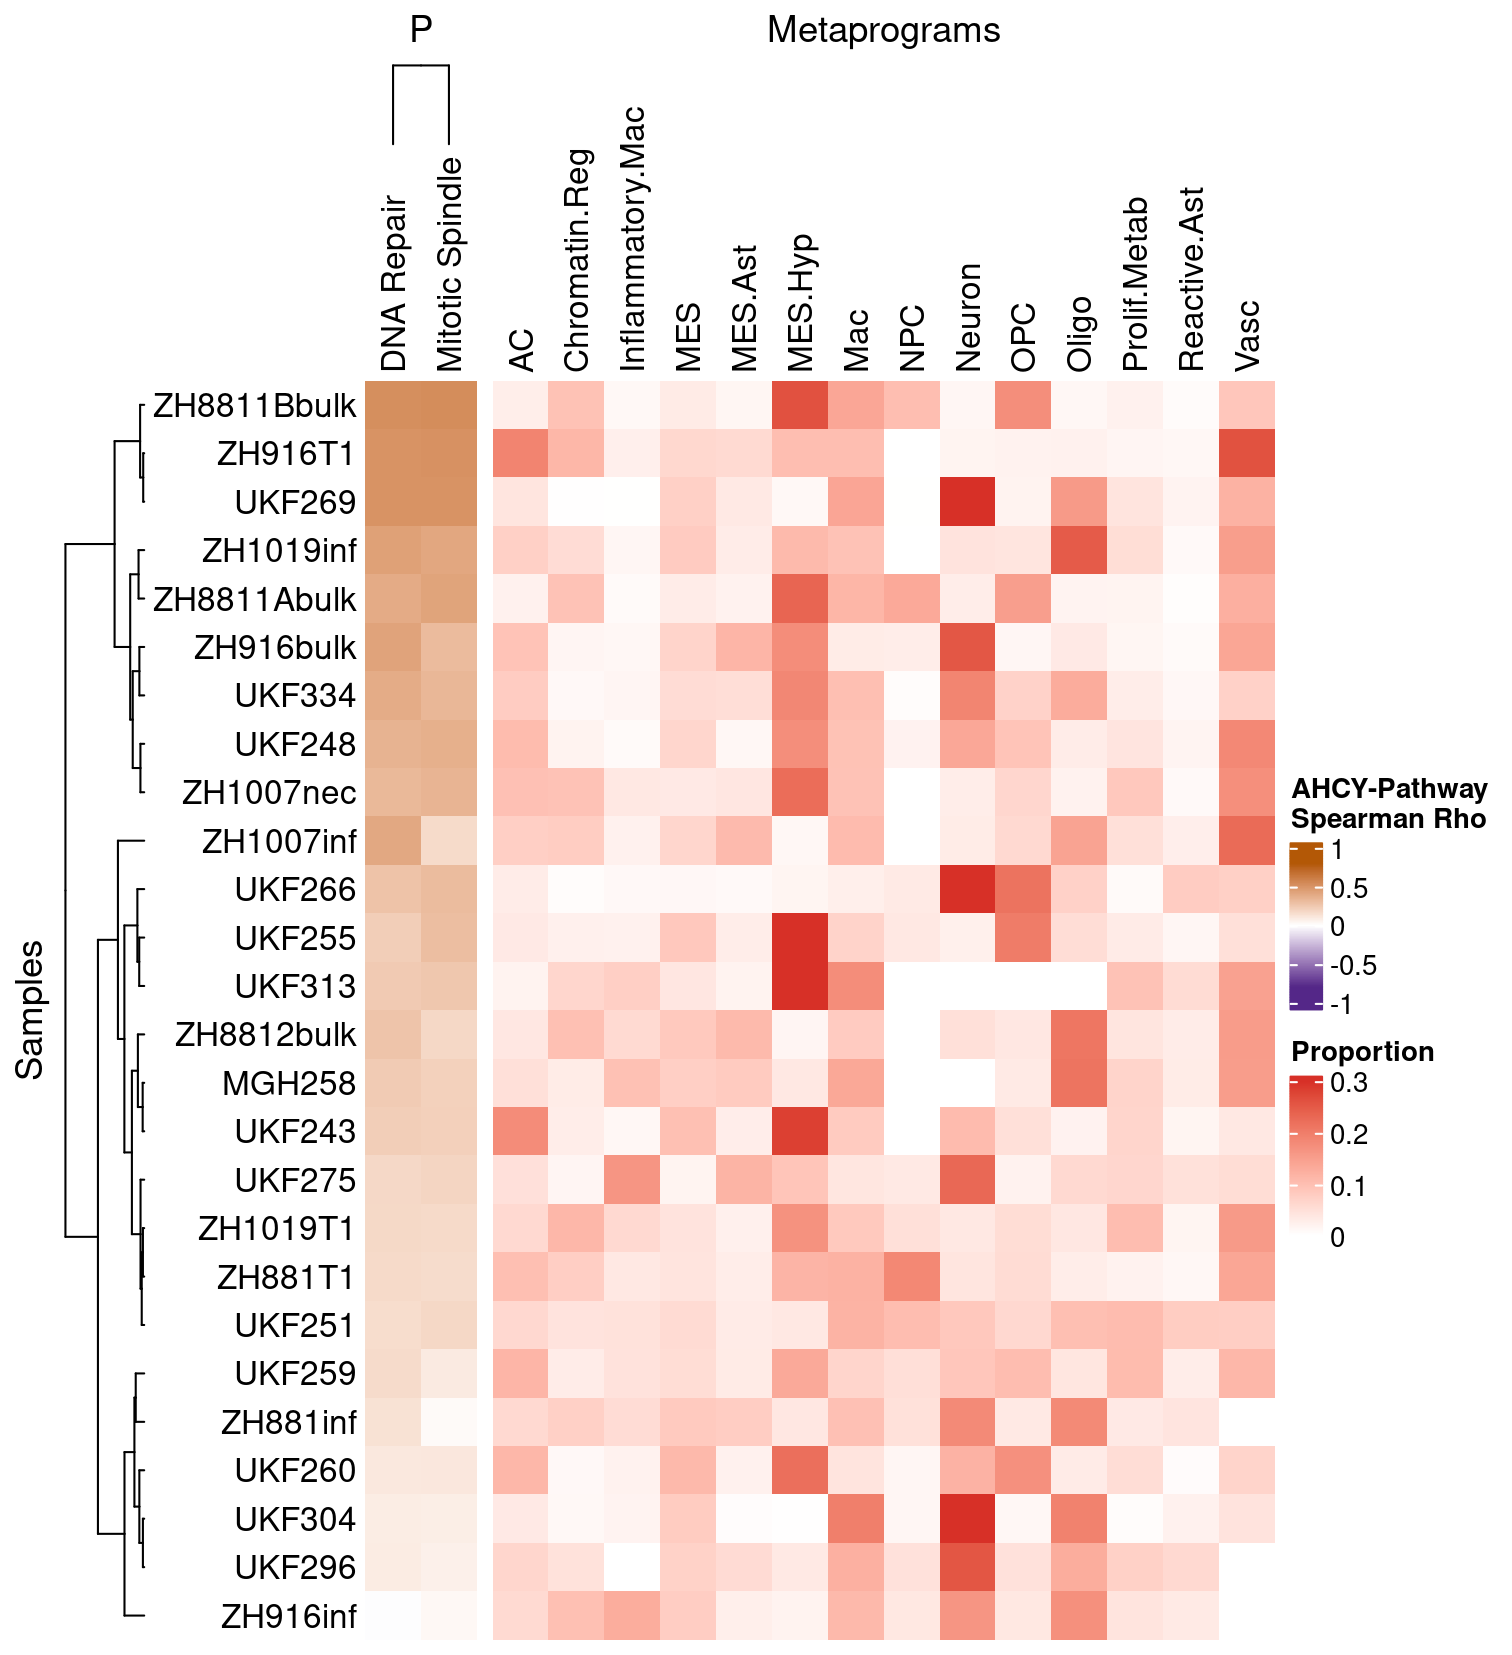 P
Metaprograms
DNA Repair
Mitotic Spindle
AC
Chromatin.Reg
Inflammatory.Mac
MES
MES.Ast
MES.Hyp
Mac
NPC
Neuron
OPC
Oligo
Prolif.Metab
Reactive.Ast
Vasc
Samples
ZH8811Bbulk
ZH916T1
UKF269
ZH1019inf
ZH8811Abulk
ZH916bulk
UKF334
UKF248
ZH1007nec
ZH1007inf
UKF266
UKF255
UKF313
ZH8812bulk
MGH258
UKF243
UKF275
ZH1019T1
ZH881T1
UKF251
UKF259
ZH881inf
UKF260
UKF304
UKF296
ZH916inf
AHCY-Pathway
Spearman Rho
1
0.5
0
-0.5
-1
Proportion
0.3
0.2
0.1
0